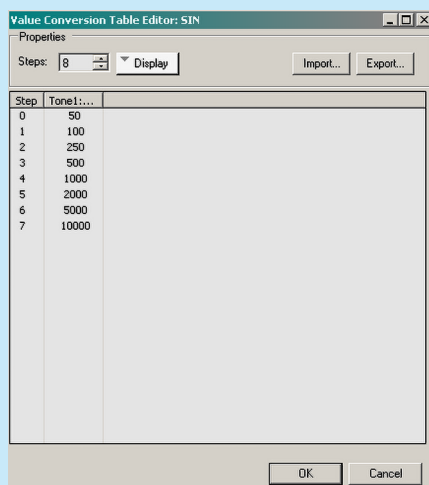 Value Conversion Table Editor: SIN
Properties
Steps: 8 Display Import... Export...
Step Tone1:...
0 50
1 100
2 250
3 500
4 1000
5 2000
6 5000
7 10000
OK Cancel